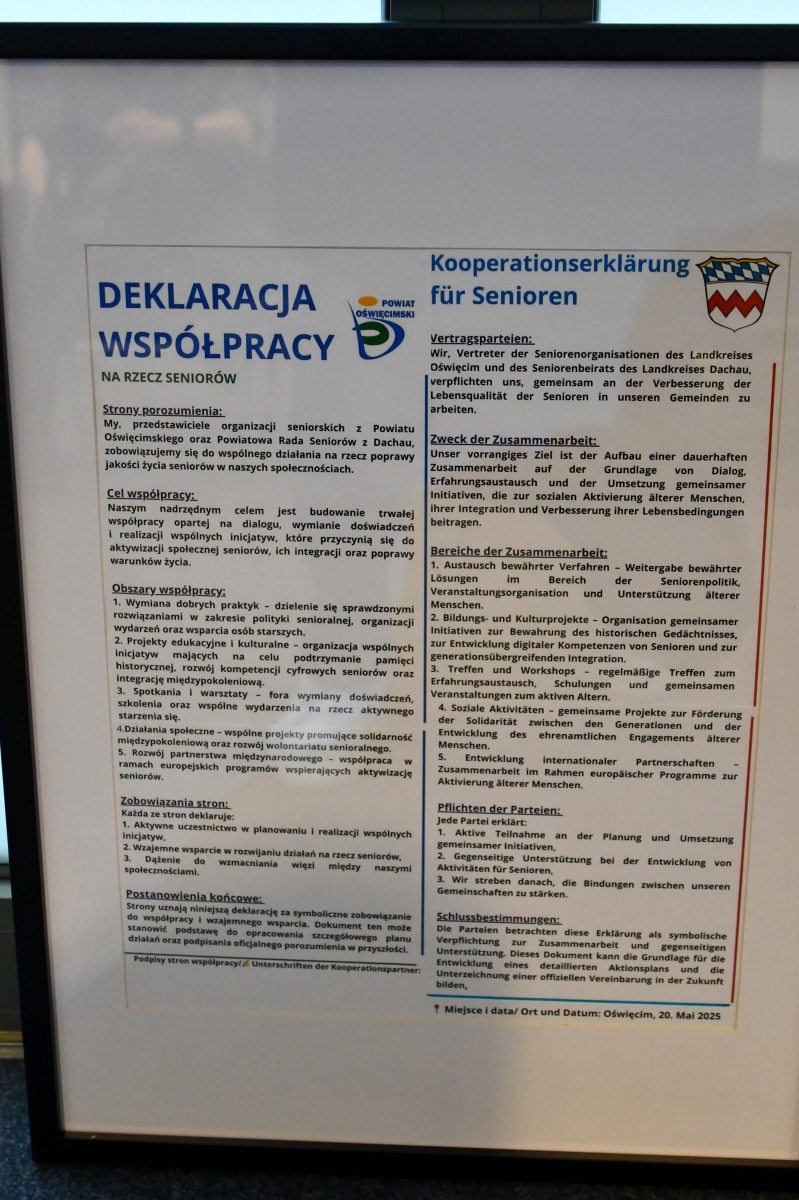 DEKLARACJA
WSPÓŁPRACY
NA RZECZ SENIORÓW
POWIAT
OŚWIĘCIMSKI
Strony porozumienia:
My, przedstawiciele organizacji seniorskich z Powiatu
Oświęcimskiego oraz Powiatowa Rada Seniorów z Dachau,
zobowiązujemy się do wspólnego działania na rzecz poprawy
jakości życia seniorów w naszych społecznościach.
Cel współpracy:
Naszym nadrzędnym celem jest budowanie trwałej
współpracy opartej na dialogu, wymianie doświadczeń
i realizacji wspólnych inicjatyw, które przyczynią się do
aktywizacji społecznej seniorów, ich integracji oraz poprawy
warunków życia.
Obszary współpracy:
1. Wymiana dobrych praktyk – dzielenie się sprawdzonymi
rozwiązaniami w zakresie polityki senioralnej, organizacji
wydarzeń oraz wsparcia osób starszych.
2. Projekty edukacyjne i kulturalne – organizacja wspólnych
inicjatyw mających na celu podtrzymanie pamięci
historycznej, rozwój kompetencji cyfrowych seniorów oraz
integrację międzypokoleniową.
3. Spotkania i warsztaty – fora wymiany doświadczeń,
szkolenia oraz wspólne wydarzenia na rzecz aktywnego
starzenia się.
4.Działania społeczne – wspólne projekty promujące solidarność
międzypokoleniową oraz rozwój wolontariatu senioralnego.
5. Rozwój partnerstwa międzynarodowego – współpraca w
ramach europejskich programów wspierających aktywizację
seniorów.
Zobowiązania stron:
Każda ze stron deklaruje:
1. Aktywne uczestnictwo w planowaniu i realizacji wspólnych
inicjatyw,
2. Wzajemne wsparcie w rozwijaniu działań na rzecz seniorów,
3. Dążenie do wzmacniania więzi między naszymi
społecznościami.
Postanowienia końcowe:
Strony uznają niniejszą deklarację za symboliczne zobowiązanie
do współpracy i wzajemnego wsparcia. Dokument ten może
stanowić podstawę do opracowania szczegółowego planu
działań oraz podpisania oficjalnego porozumienia w przyszłości.
Podpisy stron współpracy/✍ Unterschriften der Kooperationspartner:
Kooperationserklärung
für Senioren
Vertragsparteien:
Wir, Vertreter der Seniorenorganisationen des Landkreises
Oświęcim und des Seniorenbeirats des Landkreises Dachau,
verpflichten uns, gemeinsam an der Verbesserung der
Lebensqualität der Senioren in unseren Gemeinden zu
arbeiten.
Zweck der Zusammenarbeit:
Unser vorrangiges Ziel ist der Aufbau einer dauerhaften
Zusammenarbeit auf der Grundlage von Dialog,
Erfahrungsaustausch und der Umsetzung gemeinsamer
Initiativen, die zur sozialen Aktivierung älterer Menschen,
ihrer Integration und Verbesserung ihrer Lebensbedingungen
beitragen.
Bereiche der Zusammenarbeit:
1. Austausch bewährter Verfahren – Weitergabe bewährter
Lösungen im Bereich der Seniorenpolitik,
Veranstaltungsorganisation und Unterstützung älterer
Menschen.
2. Bildungs- und Kulturprojekte – Organisation gemeinsamer
Initiativen zur Bewahrung des historischen Gedächtnisses,
zur Entwicklung digitaler Kompetenzen von Senioren und zur
generationsübergreifenden Integration.
3. Treffen und Workshops – regelmäßige Treffen zum
Erfahrungsaustausch, Schulungen und gemeinsamen
Veranstaltungen zum aktiven Altern.
4. Soziale Aktivitäten – gemeinsame Projekte zur Förderung
der Solidarität zwischen den Generationen und der
Entwicklung des ehrenamtlichen Engagements älterer
Menschen.
5. Entwicklung internationaler Partnerschaften –
Zusammenarbeit im Rahmen europäischer Programme zur
Aktivierung älterer Menschen.
Pflichten der Parteien:
Jede Partei erklärt:
1. Aktive Teilnahme an der Planung und Umsetzung
gemeinsamer Initiativen,
2. Gegenseitige Unterstützung bei der Entwicklung von
Aktivitäten für Senioren,
3. Wir streben danach, die Bindungen zwischen unseren
Gemeinschaften zu stärken.
Schlussbestimmungen:
Die Parteien betrachten diese Erklärung als symbolische
Verpflichtung zur Zusammenarbeit und gegenseitigen
Unterstützung. Dieses Dokument kann die Grundlage für die
Entwicklung eines detaillierten Aktionsplans und die
Unterzeichnung einer offiziellen Vereinbarung in der Zukunft
bilden.
📍 Miejsce i data/ Ort und Datum: Oświęcim, 20. Mai 2025